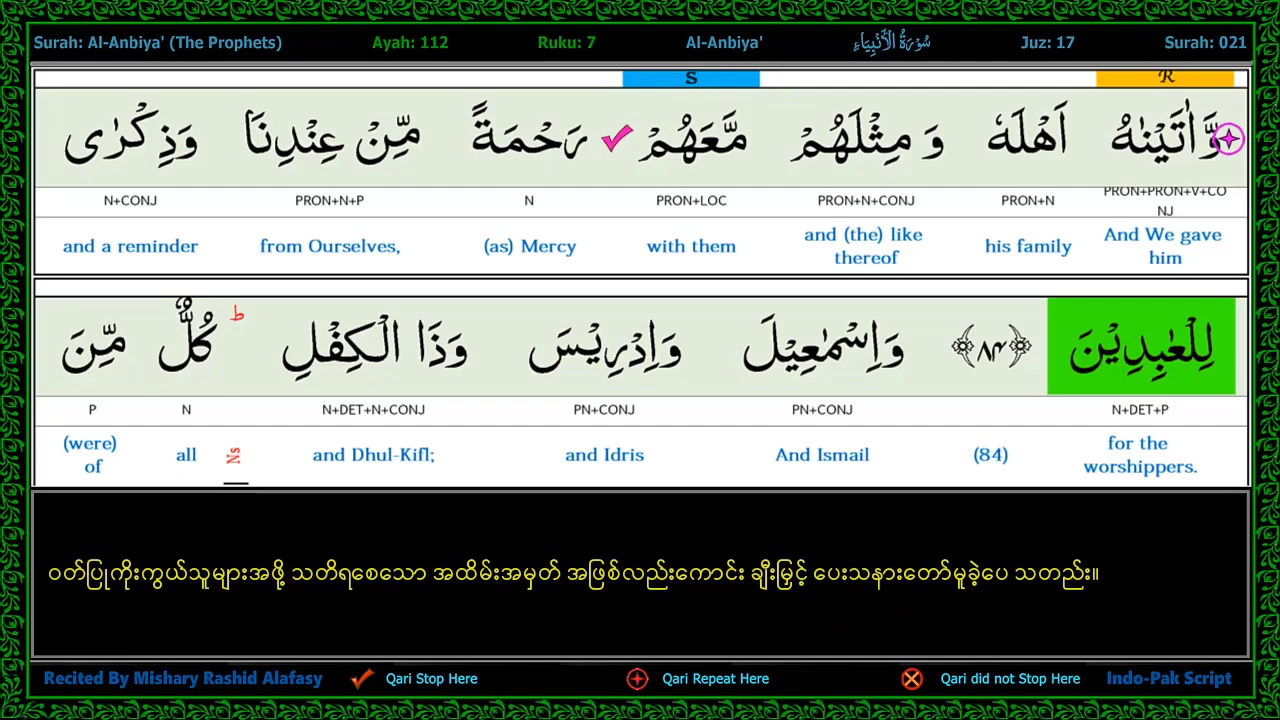 Surah: Al-Anbiya' (The Prophets) Ayah: 112 Ruku: 7 Al-Anbiya' سُوْرَةُ الْأَنْبِيَاءِ Juz: 17 Surah: 021
S R
وَّاٰتَيْنٰهُ اَهْلَهٗ وَ مِثْلَهُمْ مَّعَهُمْ رَحْمَةً مِّنْ عِنْدِنَا وَذِكْرٰى
N+CONJ PRON+N+P N PRON+LOC PRON+N+CONJ PRON+N PRON+PRON+V+CO
NJ
and a reminder from Ourselves, (as) Mercy with them and (the) like his family And We gave
thereof him
لِلْعٰبِدِيْنَ ﴿۸۴﴾ وَاِسْمٰعِيْلَ وَاِدْرِيْسَ وَذَا الْكِفْلِ ؕ كُلٌّ مِّنَ
P N N+DET+N+CONJ PN+CONJ PN+CONJ N+DET+P
(were) all Ns and Dhul-Kifl; and Idris And Ismail (84) for the
of worshippers.
ဝတ်ပြုကိုးကွယ်သူများအဖို့ သတိရစေသော အထိမ်းအမှတ် အဖြစ်လည်းကောင်း ချီးမြှင့် ပေးသနားတော်မူခဲ့ပေ သတည်း။
Recited By Mishary Rashid Alafasy Qari Stop Here Qari Repeat Here Qari did not Stop Here Indo-Pak Script